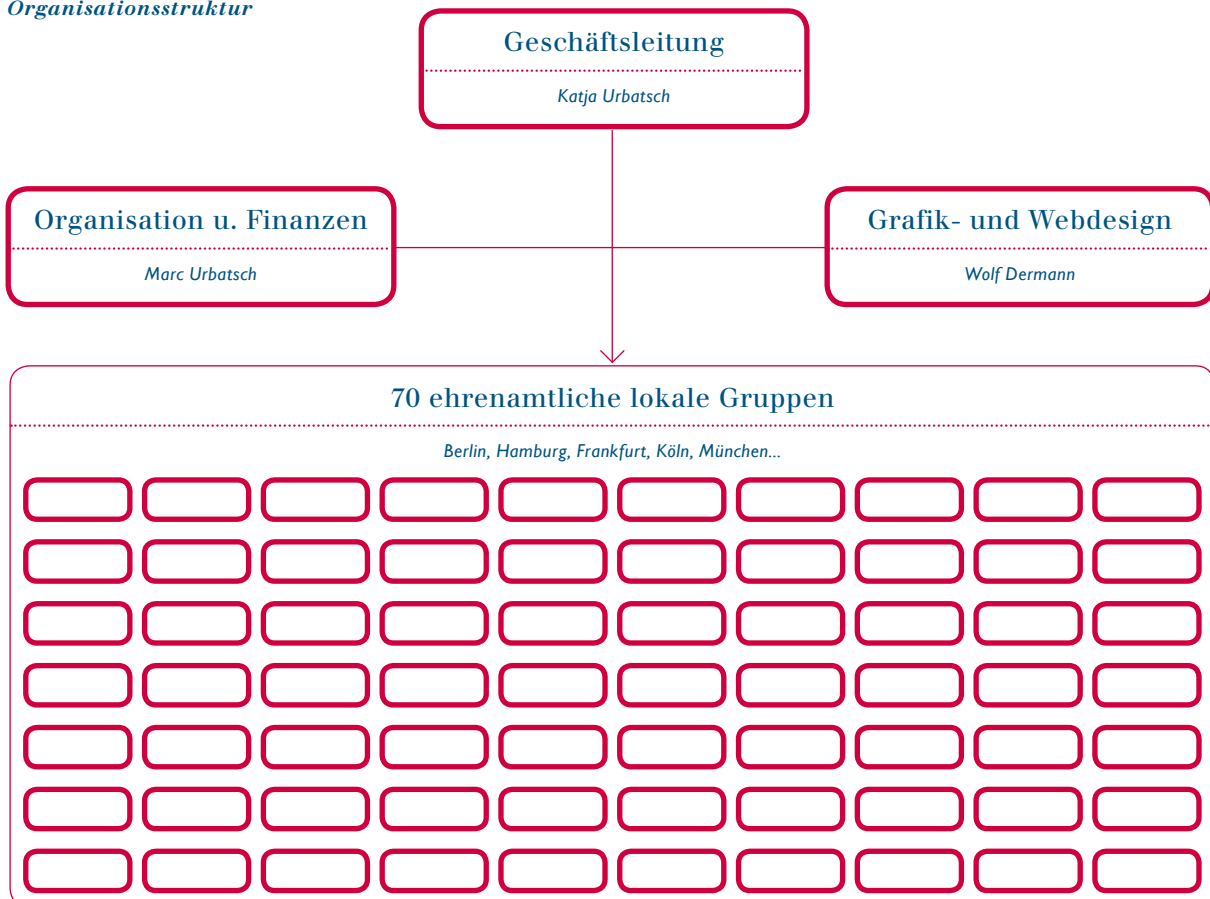 Organisationsstruktur
Geschäftsleitung
Katja Urbatsch
Organisation u. Finanzen
Marc Urbatsch
Grafik- und Webdesign
Wolf Dermann
70 ehrenamtliche lokale Gruppen
Berlin, Hamburg, Frankfurt, Köln, München...